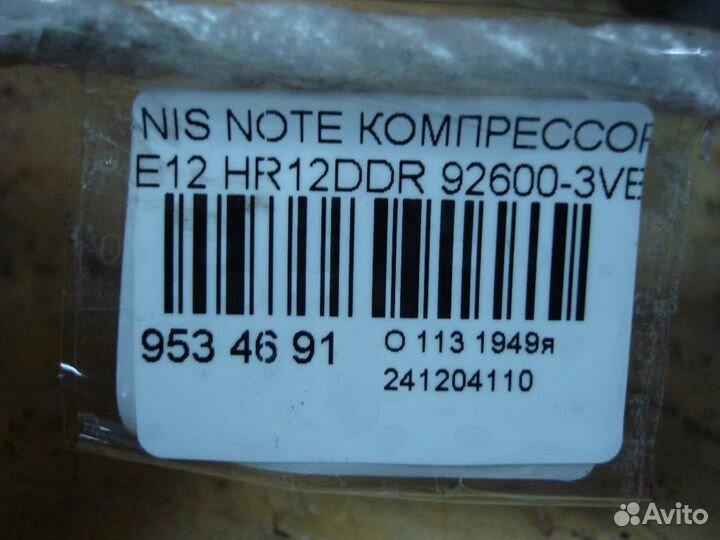 NIS NOTE КОМПРЕССОР
E12 HR12DDR 92600-3VE
953 46 91
О 113 1949я
241204110
Avito